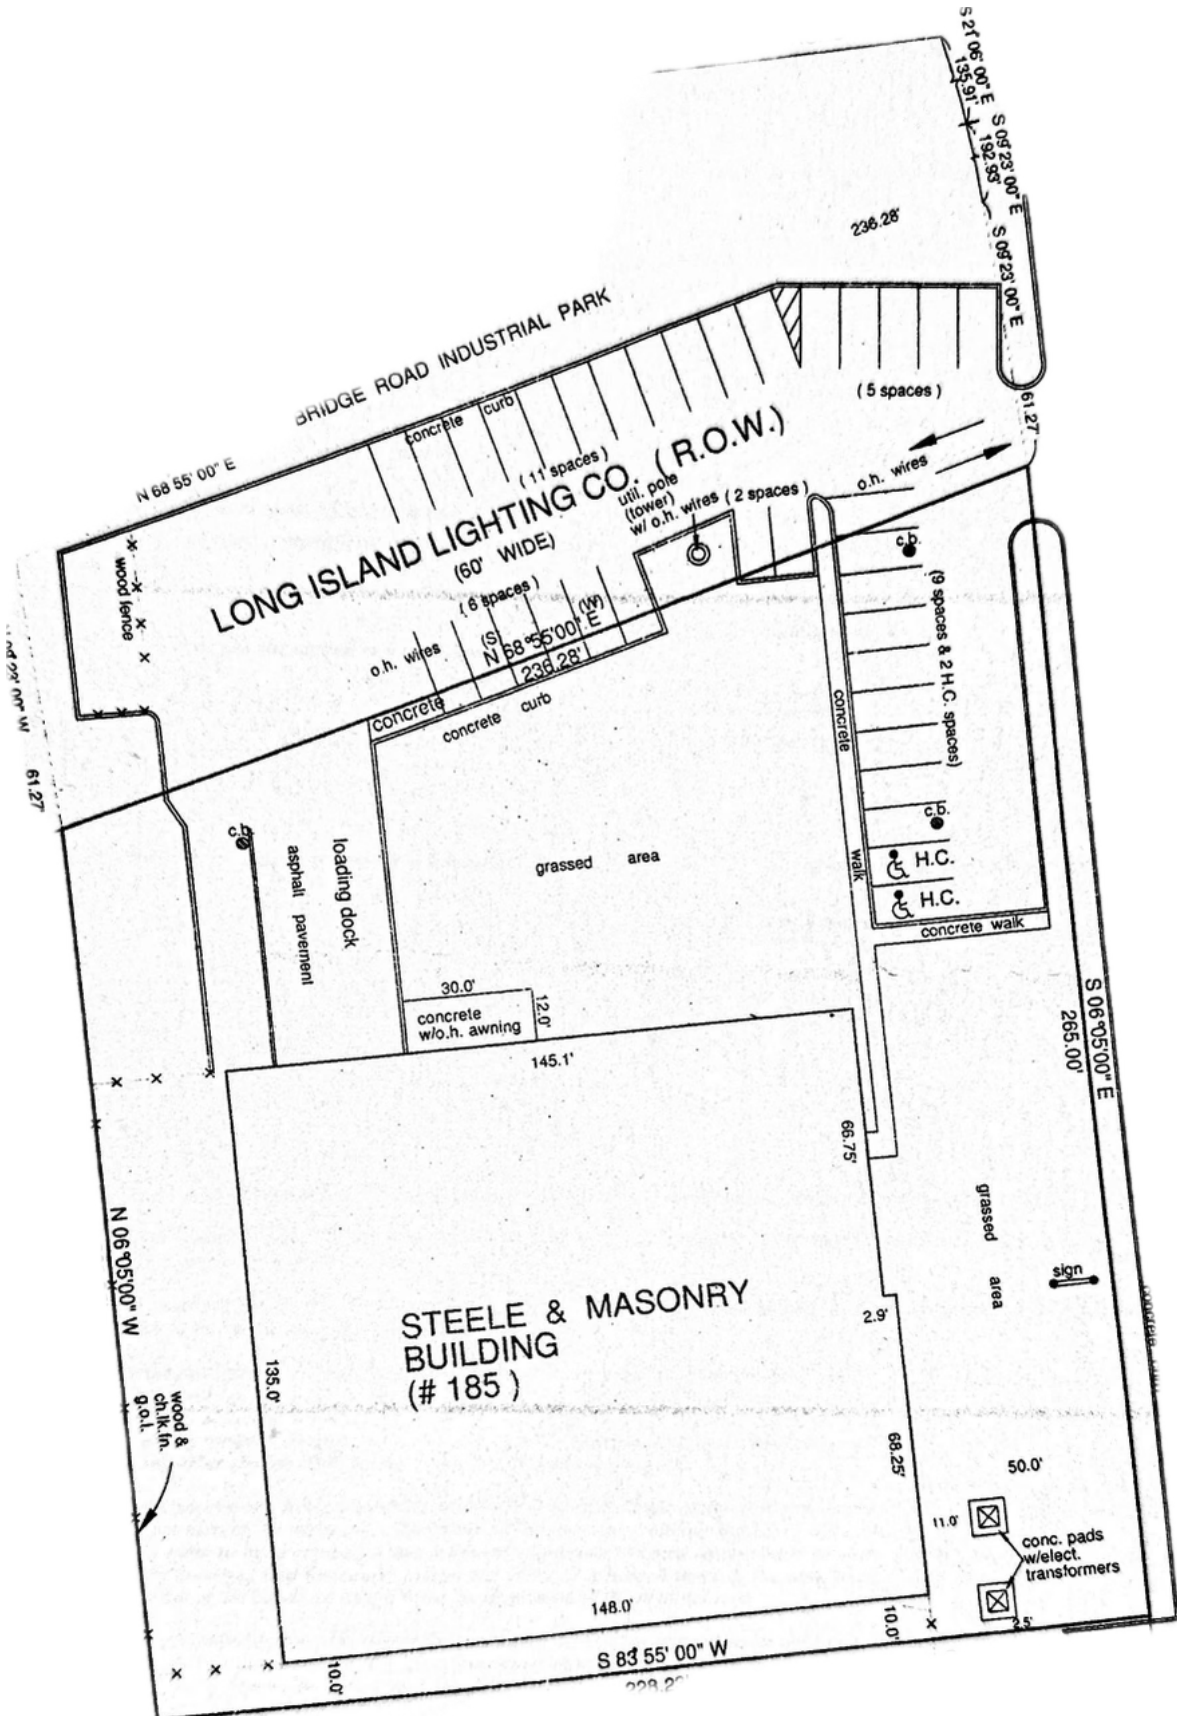 S 21°06' 00" E
135.91'
S 09°23' 00" E
192.93'
S 09°23' 00" E
236.28'
BRIDGE ROAD INDUSTRIAL PARK
( 5 spaces )
61.27'
concrete curb
N 68 55' 00" E
( 11 spaces )
LONG ISLAND LIGHTING CO. ( R.O.W.)
(60' WIDE)
util. pole
(tower)
w/ o.h. wires
( 2 spaces )
o.h. wires
c.b.
(9 spaces & 2 H.C. spaces)
wood fence
( 6 spaces )
o.h. wires
(S) (W)
N 68°55'00" E
236.28'
concrete
concrete curb
23' 00" W
61.27'
concrete walk
c.b.
c.b.
H.C.
H.C.
concrete walk
loading dock
asphalt pavement
grassed area
30.0'
12.0'
concrete
w/o.h. awning
145.1'
S 06°05'00" E
265.00'
66.75'
grassed area
sign
N 06°05'00" W
STEELE & MASONRY
BUILDING
(# 185 )
2.9'
135.0'
wood &
ch.lk.fn.
g.o.l.
68.25'
50.0'
11.0'
conc. pads
w/elect.
transformers
2.5'
148.0'
10.0'
10.0'
S 83 55' 00" W